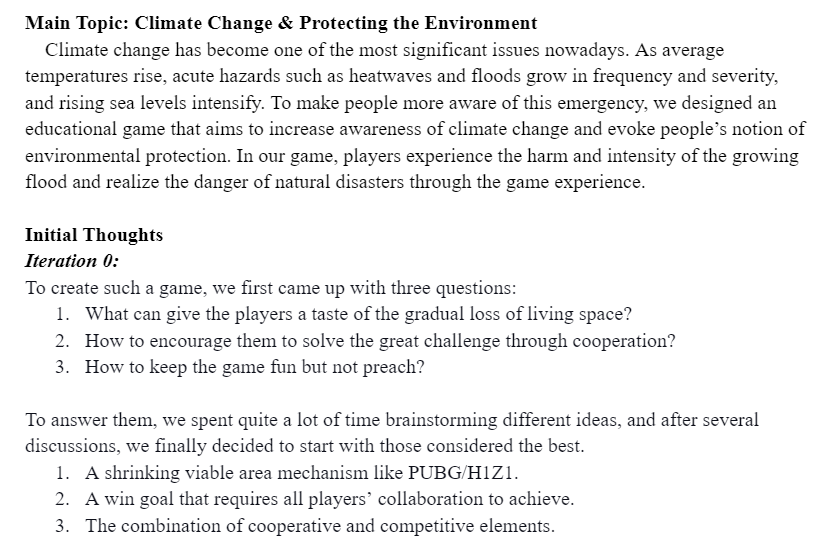 Main Topic: Climate Change & Protecting the Environment
Climate change has become one of the most significant issues nowadays. As average
temperatures rise, acute hazards such as heatwaves and floods grow in frequency and severity,
and rising sea levels intensify. To make people more aware of this emergency, we designed an
educational game that aims to increase awareness of climate change and evoke people's notion of
environmental protection. In our game, players experience the harm and intensity of the growing
flood and realize the danger of natural disasters through the game experience.
Initial Thoughts
Iteration 0:
To create such a game, we first came up with three questions:
1. What can give the players a taste of the gradual loss of living space?
2. How to encourage them to solve the great challenge through cooperation?
3. How to keep the game fun but not preach?
To answer them, we spent quite a lot of time brainstorming different ideas, and after several
discussions, we finally decided to start with those considered the best.
1. A shrinking viable area mechanism like PUBG/H1Z1.
2. A win goal that requires all players' collaboration to achieve.
3. The combination of cooperative and competitive elements.